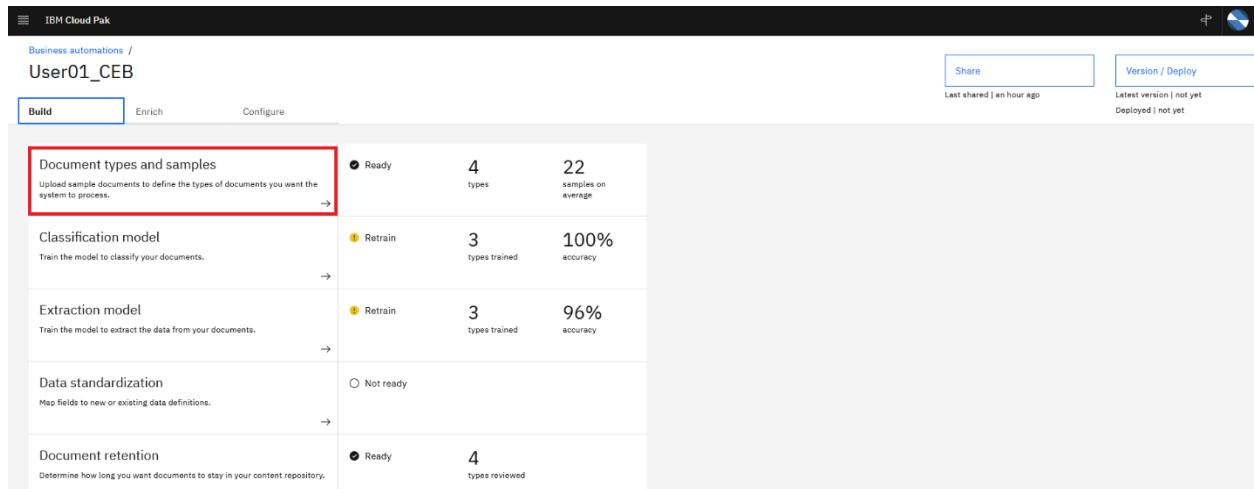 IBM Cloud Pak
Business automations /
User01_CEB
Share
Last shared | an hour ago
Version / Deploy
Latest version | not yet
Deployed | not yet
Build
Enrich
Configure
Document types and samples
Upload sample documents to define the types of documents you want the
system to process.
Ready
4
types
22
samples on
average
Classification model
Train the model to classify your documents.
Retrain
3
types trained
100%
accuracy
Extraction model
Train the model to extract the data from your documents.
Retrain
3
types trained
96%
accuracy
Data standardization
Map fields to new or existing data definitions.
Not ready
Document retention
Determine how long you want documents to stay in your content repository.
Ready
4
types reviewed